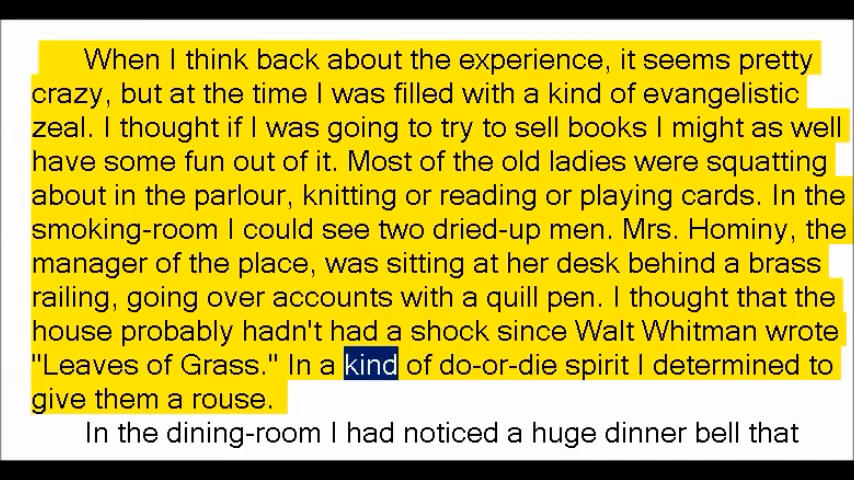 When I think back about the experience, it seems pretty
crazy, but at the time I was filled with a kind of evangelistic
zeal. I thought if I was going to try to sell books I might as well
have some fun out of it. Most of the old ladies were squatting
about in the parlour, knitting or reading or playing cards. In the
smoking-room I could see two dried-up men. Mrs. Hominy, the
manager of the place, was sitting at her desk behind a brass
railing, going over accounts with a quill pen. I thought that the
house probably hadn't had a shock since Walt Whitman wrote
"Leaves of Grass." In a kind of do-or-die spirit I determined to
give them a rouse.
In the dining-room I had noticed a huge dinner bell that